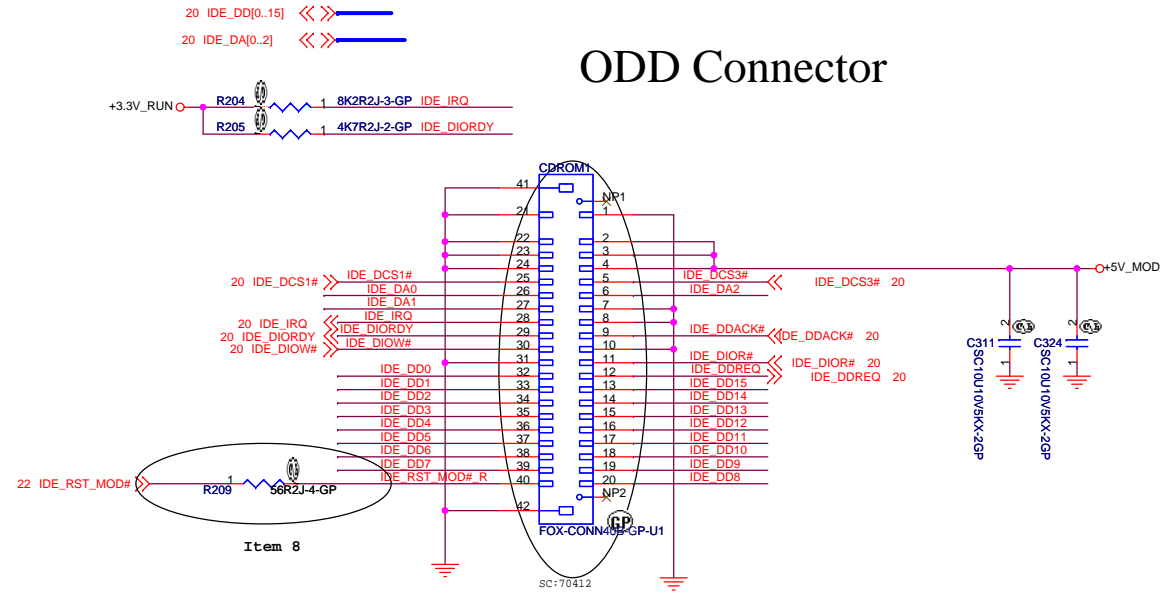 20 IDE_DD[0..15]
20 IDE_DA[0..2]
ODD Connector
+3.3V_RUN
R204
1
8K2R2J-3-GP
IDE_IRQ
R205
1
4K7R2J-2-GP
IDE_DIORDY
CDROM1
41
NP1
21
1
22
2
23
3
24
4
+5V_MOD
20 IDE_DCS1#
IDE_DCS1#
25
5
IDE_DCS3#
IDE_DCS3# 20
IDE_DA0
26
6
IDE_DA2
IDE_DA1
27
7
20 IDE_IRQ
IDE_IRQ
28
8
20 IDE_DIORDY
IDE_DIORDY
29
9
IDE_DDACK#
IDE_DDACK# 20
20 IDE_DIOW#
IDE_DIOW#
30
10
31
11
IDE_DIOR#
IDE_DIOR# 20
IDE_DD0
32
12
IDE_DDREQ
IDE_DDREQ 20
IDE_DD1
33
13
IDE_DD15
IDE_DD2
34
14
IDE_DD14
IDE_DD3
35
15
IDE_DD13
IDE_DD4
36
16
IDE_DD12
IDE_DD5
37
17
IDE_DD11
IDE_DD6
38
18
IDE_DD10
IDE_DD7
39
19
IDE_DD9
22 IDE_RST_MOD#
1
R209
56R2J-4-GP
IDE_RST_MOD#_R
40
20
IDE_DD8
NP2
42
GP
FOX-CONN40B-GP-U1
SC:70412
Item 8
2
C311
1
SC10U10V5KX-2GP
2
C324
1
SC10U10V5KX-2GP